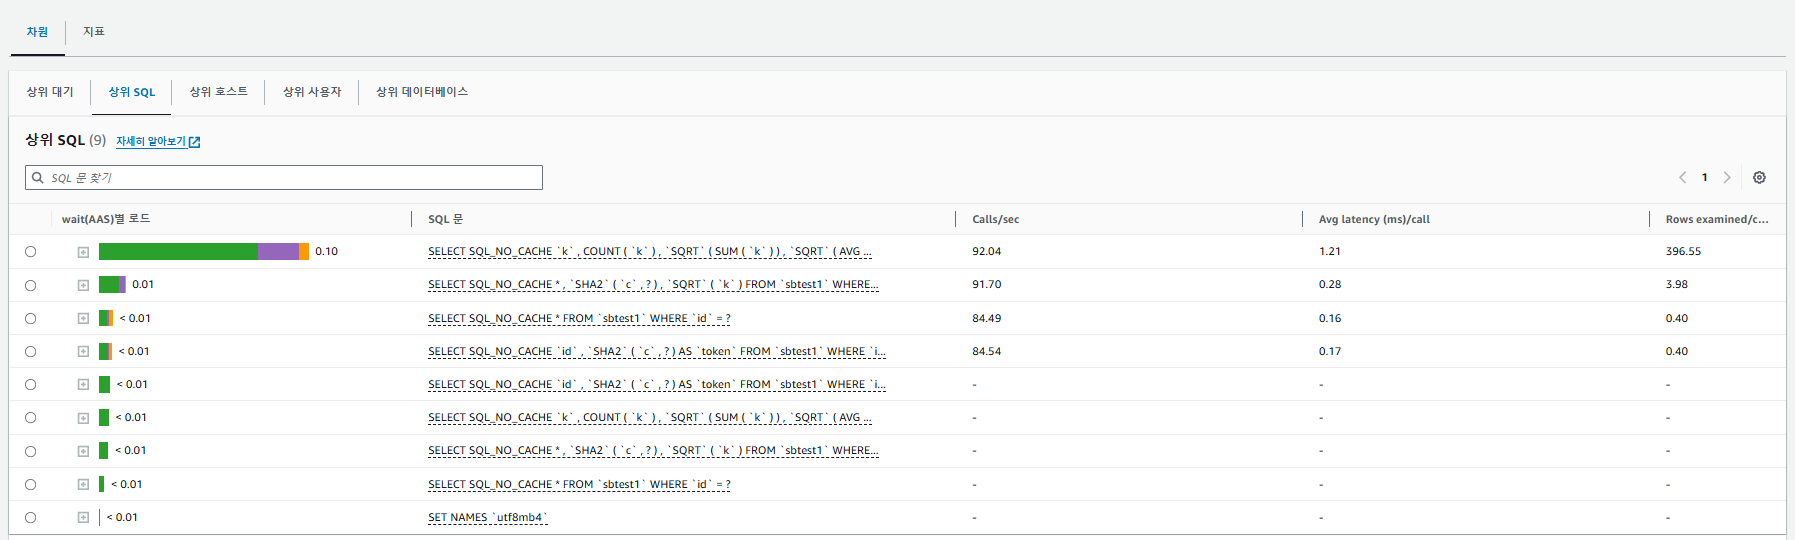 차원 지표
상위 대기 상위 SQL 상위 호스트 상위 사용자 상위 데이터베이스
상위 SQL (9) 자세히 알아보기
SQL 문 찾기 1
wait(AAS)별 로드 SQL 문 Calls/sec Avg latency (ms)/call Rows examined/c...
0.10 SELECT SQL_NO_CACHE `k` , COUNT ( `k` ) , `SQRT` ( SUM ( `k` ) ) , `SQRT` ( AVG ... 92.04 1.21 396.55
0.01 SELECT SQL_NO_CACHE * , `SHA2` ( `c` , ? ) , `SQRT` ( `k` ) FROM `sbtest1` WHERE... 91.70 0.28 3.98
< 0.01 SELECT SQL_NO_CACHE * FROM `sbtest1` WHERE `id` = ? 84.49 0.16 0.40
< 0.01 SELECT SQL_NO_CACHE `id` , `SHA2` ( `c` , ? ) AS `token` FROM `sbtest1` WHERE `i... 84.54 0.17 0.40
< 0.01 SELECT SQL_NO_CACHE `id` , `SHA2` ( `c` , ? ) AS `token` FROM `sbtest1` WHERE `i... - - -
< 0.01 SELECT SQL_NO_CACHE `k` , COUNT ( `k` ) , `SQRT` ( SUM ( `k` ) ) , `SQRT` ( AVG ... - - -
< 0.01 SELECT SQL_NO_CACHE * , `SHA2` ( `c` , ? ) , `SQRT` ( `k` ) FROM `sbtest1` WHERE... - - -
< 0.01 SELECT SQL_NO_CACHE * FROM `sbtest1` WHERE `id` = ? - - -
< 0.01 SET NAMES `utf8mb4` - - -